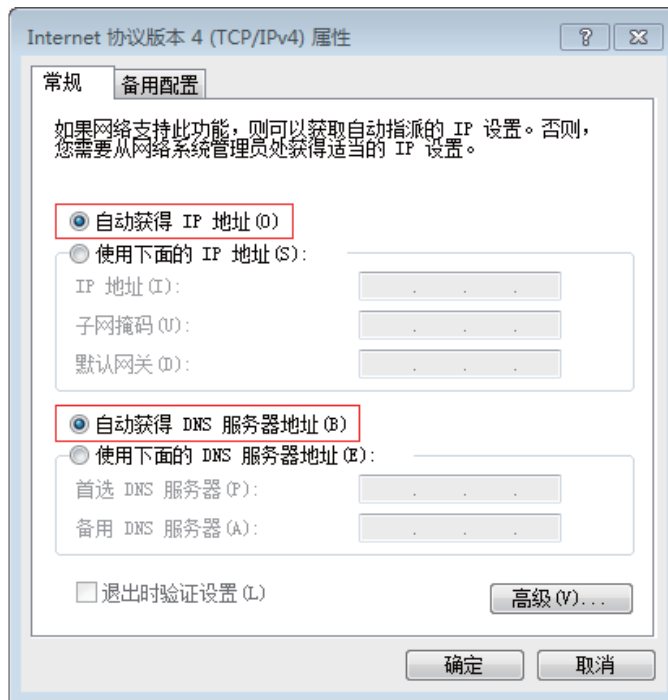 Internet 协议版本 4 (TCP/IPv4) 属性
常规
备用配置
如果网络支持此功能，则可以获取自动指派的 IP 设置。否则，
您需要从网络系统管理员处获得适当的 IP 设置。
自动获得 IP 地址(O)
使用下面的 IP 地址(S):
IP 地址(I):
子网掩码(U):
默认网关(D):
自动获得 DNS 服务器地址(B)
使用下面的 DNS 服务器地址(E):
首选 DNS 服务器(P):
备用 DNS 服务器(A):
退出时验证设置(L)
高级(V)...
确定
取消